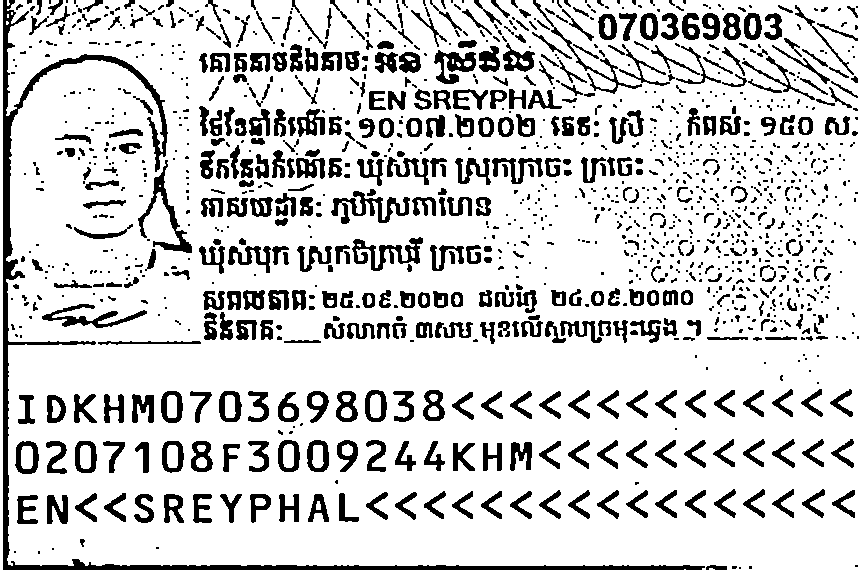 070369803
គោត្តនាមនិងនាម: អិន ស្រីផល
EN SREYPHAL
ថ្ងៃខែឆ្នាំកំណើត: ១០.០៧.២០០២ ភេទ: ស្រី កំពស់: ១៥០ ស.
ទីកន្លែងកំណើត: ឃុំសំបុក ស្រុកក្រចេះ ក្រចេះ
អាសយដ្ឋាន: ភូមិស្រែតាហែន
ឃុំសំបុក ស្រុកចិត្របុរី ក្រចេះ
សុពលភាព: ២៥.០៩.២០២០ ដល់ថ្ងៃ ២៤.០៩.២០៣០
ភិនភាគ: សំលាកចំ ៣សម មុខលើស្លាបច្រមុះឆ្វេង ។
IDKHM0703698038<<<<<<<<<<<<<<<
0207108F3009244KHM<<<<<<<<<<<
EN<<SREYPHAL<<<<<<<<<<<<<<<<<<